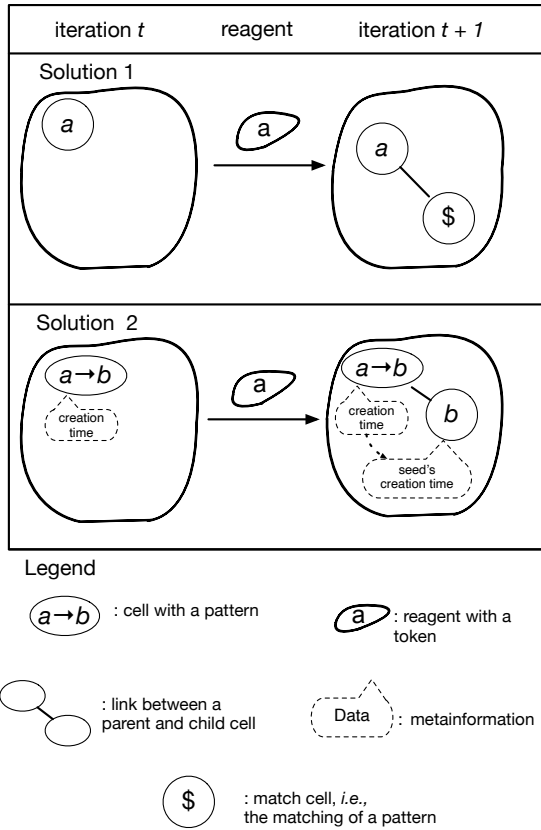 iteration t reagent iteration t + 1
Solution 1
a
a
a
$
Solution 2
a→b
creation
time
a
a→b
creation
time
b
seed's
creation time
Legend
a→b : cell with a pattern
a : reagent with a
token
: link between a
parent and child cell
Data : metainformation
$ : match cell, i.e.,
the matching of a pattern